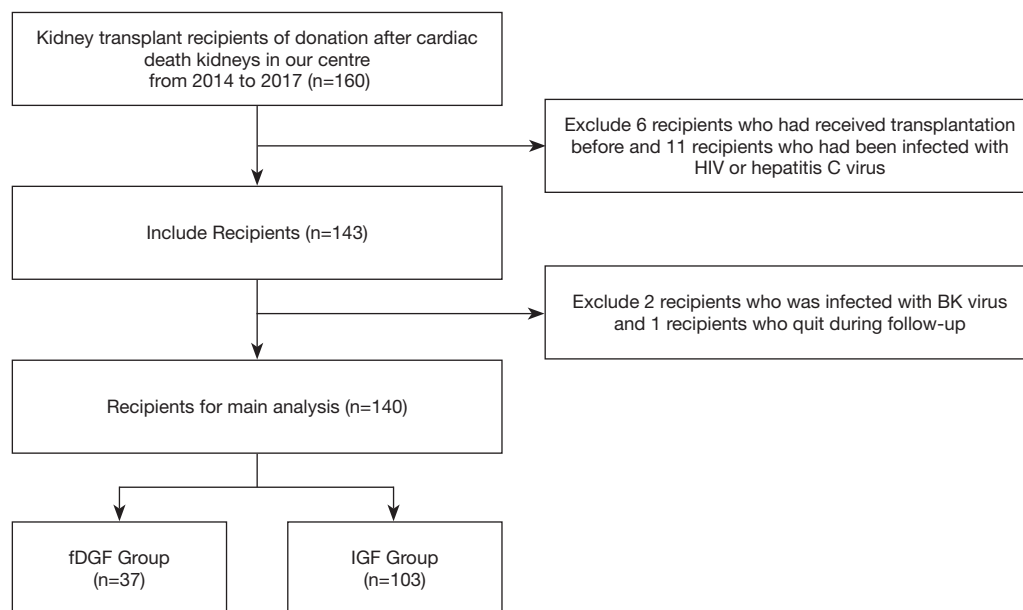 Kidney transplant recipients of donation after cardiac
death kidneys in our centre
from 2014 to 2017 (n=160)
Exclude 6 recipients who had received transplantation
before and 11 recipients who had been infected with
HIV or hepatitis C virus
Include Recipients (n=143)
Exclude 2 recipients who was infected with BK virus
and 1 recipients who quit during follow-up
Recipients for main analysis (n=140)
fDGF Group
(n=37)
IGF Group
(n=103)